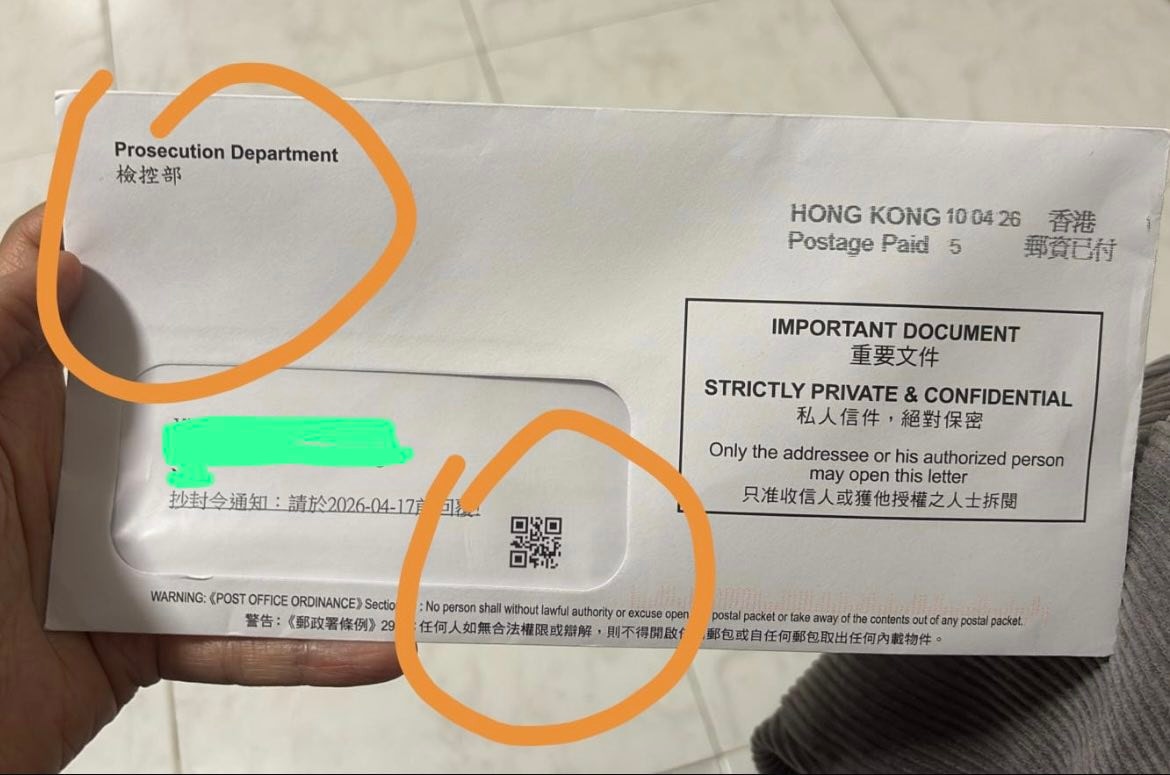 Prosecution Department
檢控部
HONG KONG 10 04 26 香港
Postage Paid 5 郵資已付
IMPORTANT DOCUMENT
重要文件
STRICTLY PRIVATE & CONFIDENTIAL
私人信件，絕對保密
Only the addressee or his authorized person
may open this letter
只准收信人或獲他授權之人士拆閱
抄封令通知：請於2026-04-17前回覆!
WARNING:《POST OFFICE ORDINANCE》 : No person shall without lawful authority or excuse open postal packet or take away of the contents out of any postal packet.
警告：《郵政署條例》29 : 任何人如無合法權限或辯解，則不得開啟 郵包或自任何郵包取出任何內載物件。